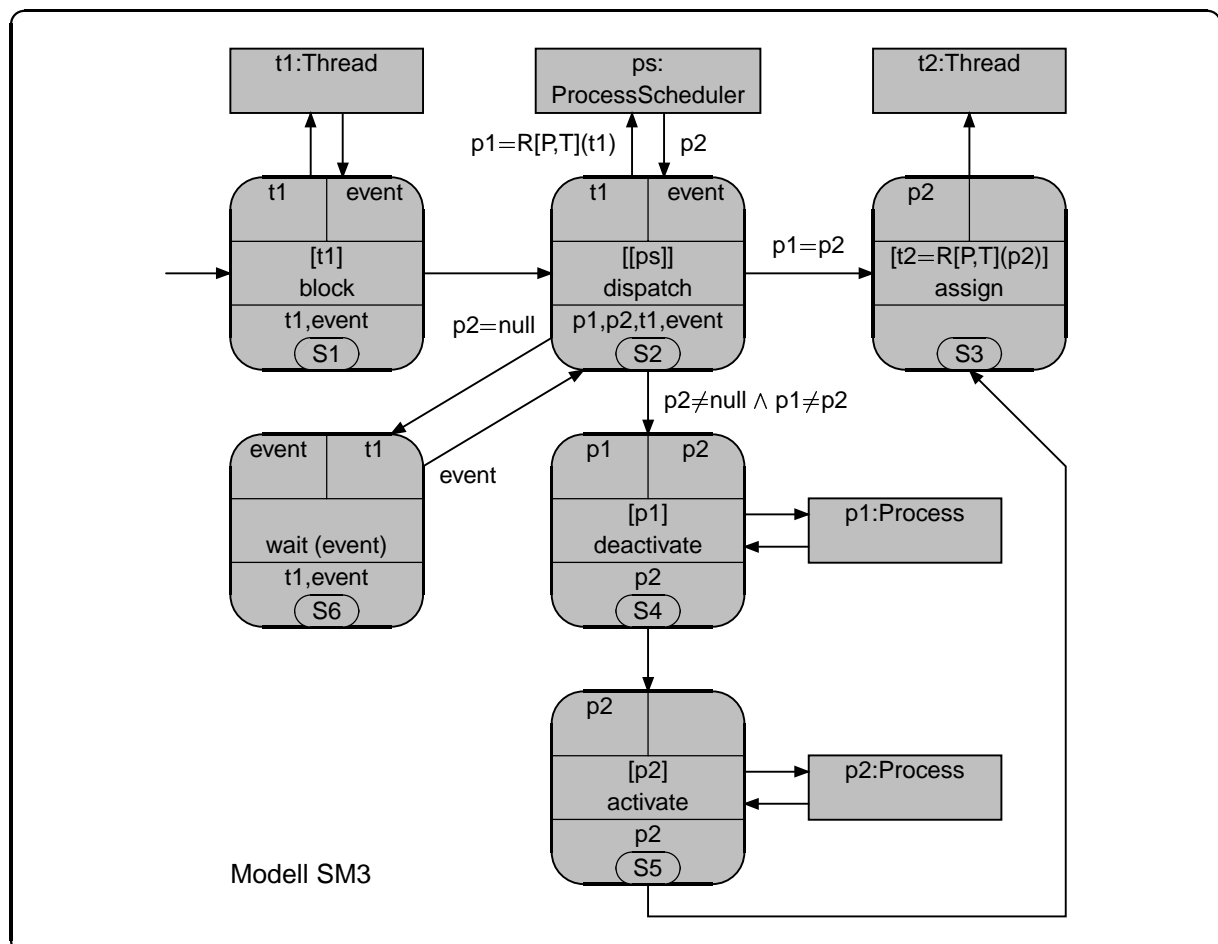 t1:Thread
ps:
ProcessScheduler
t2:Thread
p1=R[P,T](t1)
p2
t1
event
[t1]
block
t1,event
S1
t1
event
[[ps]]
dispatch
p1,p2,t1,event
S2
p1=p2
p2
[t2=R[P,T](p2)]
assign
S3
p2=null
p2≠null ∧ p1≠p2
event
t1
wait (event)
t1,event
S6
event
p1
p2
[p1]
deactivate
p2
S4
p1:Process
p2
[p2]
activate
p2
S5
p2:Process
Modell SM3